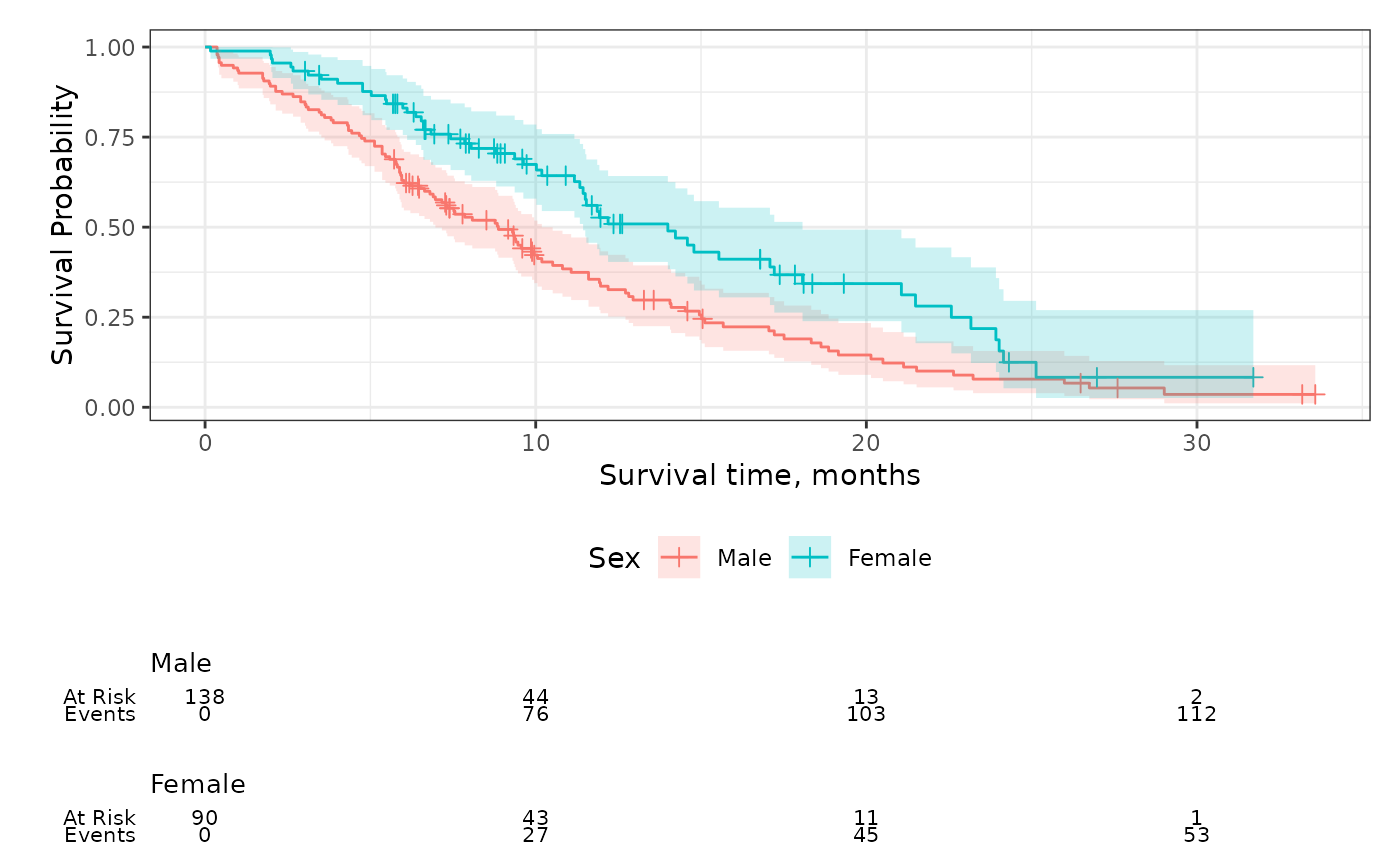 Survival Probability
1.00
0.75
0.50
0.25
0.00
0 10 20 30
Survival time, months
Sex Male Female
Male
At Risk 138 44 13 2
Events 0 76 103 112
Female
At Risk 90 43 11 1
Events 0 27 45 53